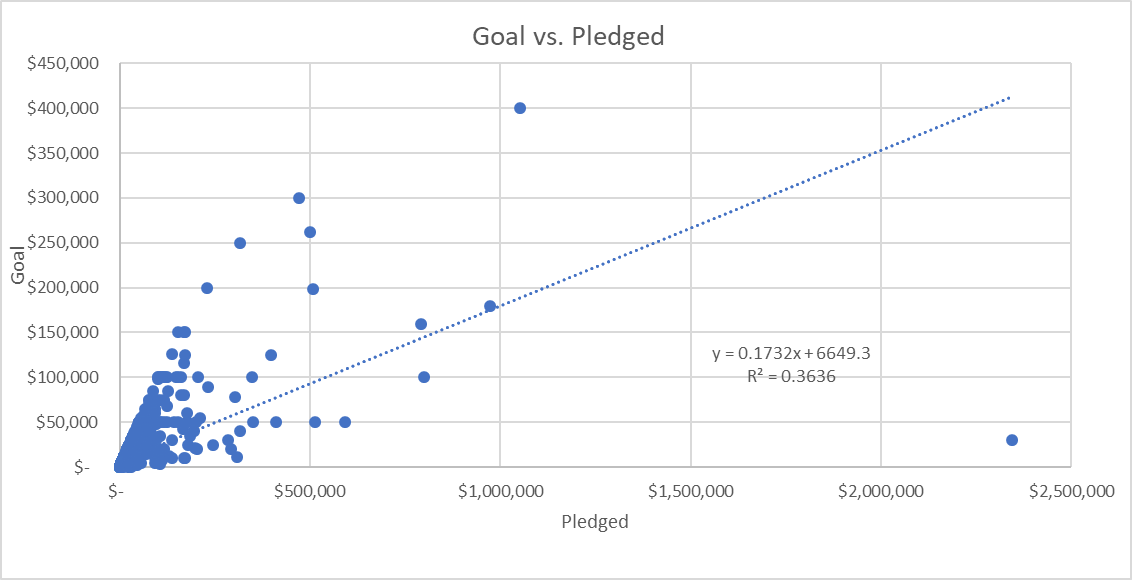 Goal vs. Pledged
$450,000
$400,000
$350,000
$300,000
$250,000
$200,000
$150,000
$100,000
$50,000
$-
Goal
y = 0.1732x + 6649.3
R² = 0.3636
$- $500,000 $1,000,000 $1,500,000 $2,000,000 $2,500,000
Pledged